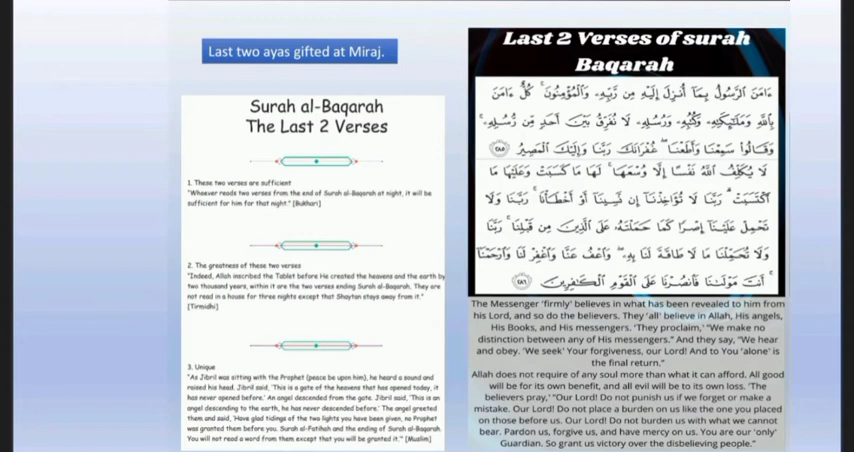 Last two ayas gifted at Miraj.
Surah al-Baqarah
The Last 2 Verses
1. These two verses are sufficient
"Whoever reads two verses from the end of Surah al-Baqarah at night, it will be
sufficient for him for that night." [Bukhari]
2. The greatness of these two verses
"Indeed, Allah inscribed the Tablet before He created the heavens and the earth by
two thousand years, within it are the two verses ending Surah al-Baqarah. They are
not read in a house for three nights except that Shaytan stays away from it."
[Tirmidhi]
3. Unique
"As Jibril was sitting with the Prophet (peace be upon him), he heard a sound and
raised his head. Jibril said, 'This is a gate of the heavens that has opened today, it
has never opened before.' An angel descended from the gate. Jibril said, 'This is an
angel descending to the earth, he has never descended before.' The angel greeted
them and said, 'Have glad tidings of the two lights you have been given, no Prophet
was granted them before you. Surah al-Fatihah and the ending of Surah al-Baqarah.
You will not read a word from them except that you will be granted it." [Muslim]
Last 2 Verses of surah
Baqarah
ءَامَنَ الرَّسُولُ بِمَآ أُنزِلَ إِلَيْهِ مِن رَّبِّهِۦ وَالْمُؤْمِنُونَ ۚ كُلٌّ ءَامَنَ
بِاللَّهِ وَمَلَٰٓئِكَتِهِۦ وَكُتُبِهِۦ وَرُسُلِهِۦ لَا نُفَرِّقُ بَيْنَ أَحَدٍ مِّن رُّسُلِهِۦ ۚ
وَقَالُوا۟ سَمِعْنَا وَأَطَعْنَا ۖ غُفْرَانَكَ رَبَّنَا وَإِلَيْكَ الْمَصِيرُ ٢٨٥
لَا يُكَلِّفُ اللَّهُ نَفْسًا إِلَّا وُسْعَهَا ۚ لَهَا مَا كَسَبَتْ وَعَلَيْهَا مَا
اكْتَسَبَتْ ۗ رَبَّنَا لَا تُؤَاخِذْنَآ إِن نَّسِينَآ أَوْ أَخْطَأْنَا ۚ رَبَّنَا وَلَا
تَحْمِلْ عَلَيْنَآ إِصْرًا كَمَا حَمَلْتَهُۥ عَلَى الَّذِينَ مِن قَبْلِنَا ۚ رَبَّنَا
وَلَا تُحَمِّلْنَا مَا لَا طَاقَةَ لَنَا بِهِۦ ۖ وَاعْفُ عَنَّا وَاغْفِرْ لَنَا وَارْحَمْنَآ
ۚ أَنتَ مَوْلَىٰنَا فَانصُرْنَا عَلَى الْقَوْمِ الْكَٰفِرِينَ ٢٨٦
The Messenger 'firmly' believes in what has been revealed to him from
his Lord, and so do the believers. They 'all' believe in Allah, His angels,
His Books, and His messengers. 'They proclaim,' "We make no
distinction between any of His messengers." And they say, "We hear
and obey. 'We seek' Your forgiveness, our Lord! And to You 'alone' is
the final return."
Allah does not require of any soul more than what it can afford. All good
will be for its own benefit, and all evil will be to its own loss. 'The
believers pray,' "Our Lord! Do not punish us if we forget or make a
mistake. Our Lord! Do not place a burden on us like the one you placed
on those before us. Our Lord! Do not burden us with what we cannot
bear. Pardon us, forgive us, and have mercy on us. You are our 'only'
Guardian. So grant us victory over the disbelieving people."